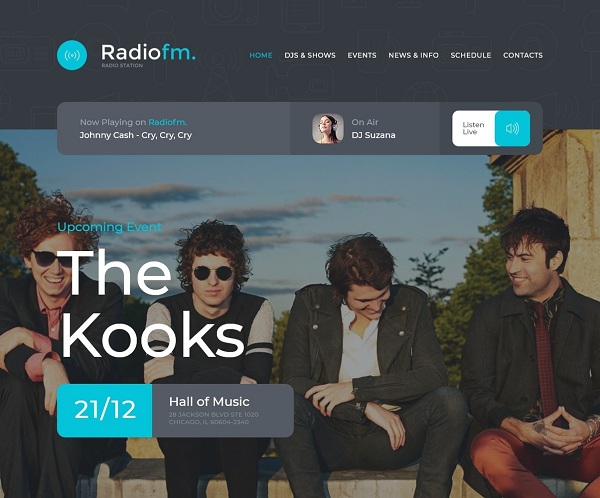 Radiofm.
RADIO STATION
HOME DJS & SHOWS EVENTS NEWS & INFO SCHEDULE CONTACTS
Now Playing on Radiofm.
Johnny Cash - Cry, Cry, Cry
On Air
DJ Suzana
Listen
Live
Upcoming Event
The
Kooks
21/12
Hall of Music
28 JACKSON BLVD STE 1020
CHICAGO, IL 60604-2340